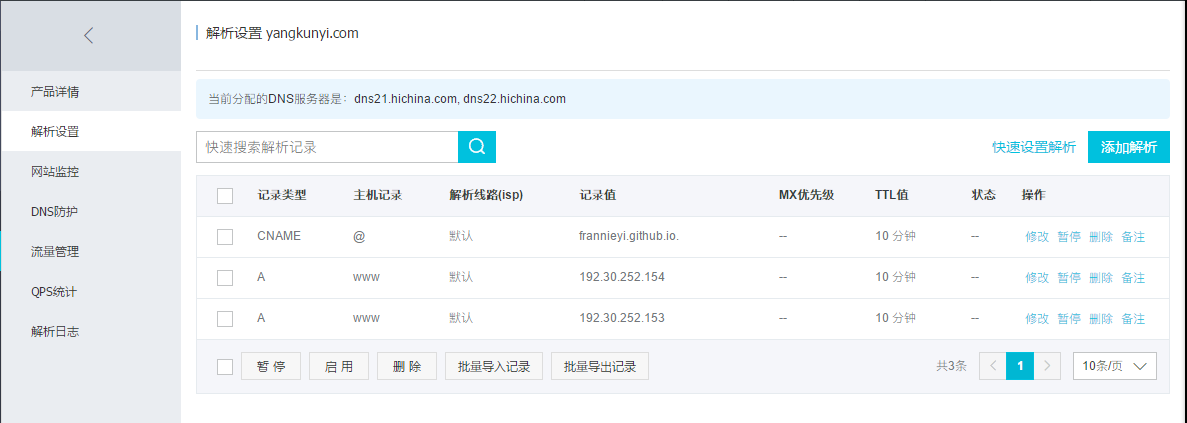 解析设置 yangkunyi.com
产品详情
解析设置
网站监控
DNS防护
流量管理
QPS统计
解析日志
当前分配的DNS服务器是： dns21.hichina.com, dns22.hichina.com
快速搜索解析记录 快速设置解析 添加解析
记录类型 主机记录 解析线路(isp) 记录值 MX优先级 TTL值 状态 操作
CNAME @ 默认 frannieyi.github.io. -- 10 分钟 -- 修改 暂停 删除 备注
A www 默认 192.30.252.154 -- 10 分钟 -- 修改 暂停 删除 备注
A www 默认 192.30.252.153 -- 10 分钟 -- 修改 暂停 删除 备注
暂 停 启 用 删 除 批量导入记录 批量导出记录 共3条 1 10条/页